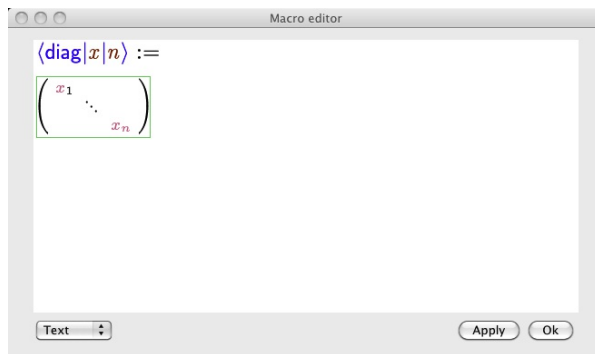 Macro editor
⟨diag|x|n⟩ :=
x₁
⋱
xₙ
Text
Apply Ok